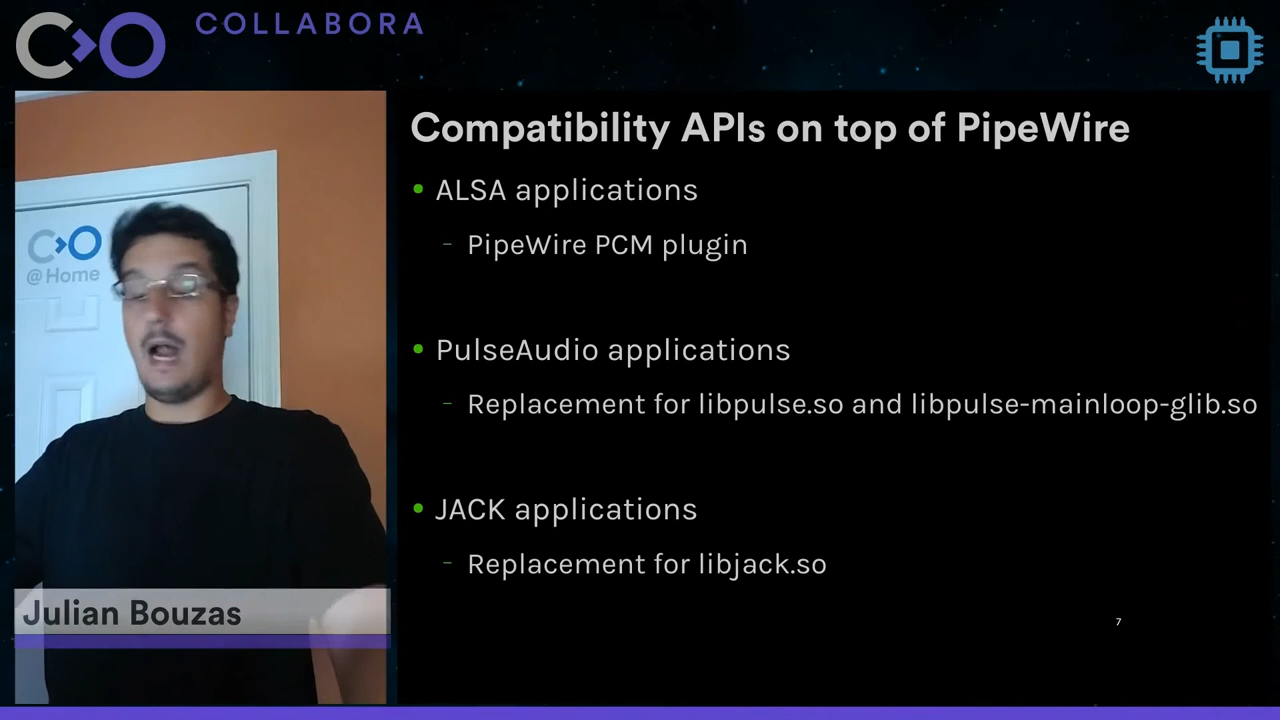 COLLABORA
@Home
Julian Bouzas
Compatibility APIs on top of PipeWire
• ALSA applications
- PipeWire PCM plugin
• PulseAudio applications
- Replacement for libpulse.so and libpulse-mainloop-glib.so
• JACK applications
- Replacement for libjack.so
7